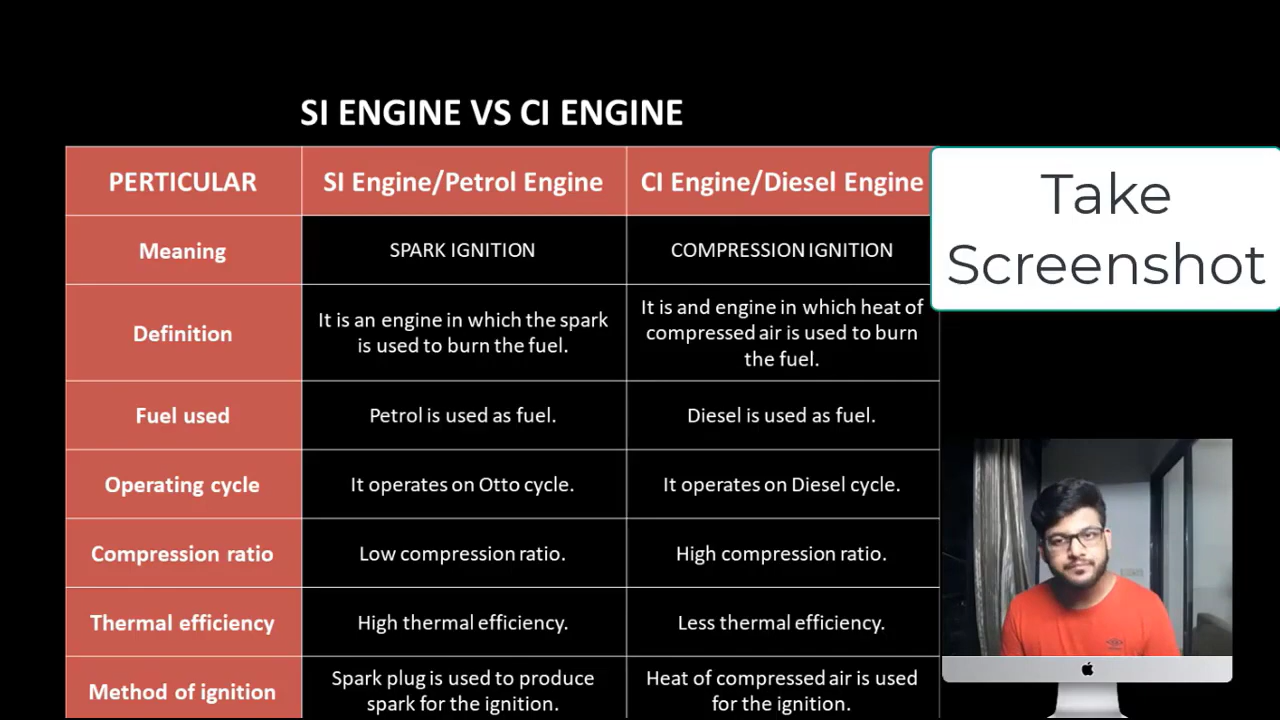 SI ENGINE VS CI ENGINE
PERTICULAR
SI Engine/Petrol Engine
CI Engine/Diesel Engine
Take
Screenshot
Meaning
SPARK IGNITION
COMPRESSION IGNITION
Definition
It is an engine in which the spark
is used to burn the fuel.
It is and engine in which heat of
compressed air is used to burn
the fuel.
Fuel used
Petrol is used as fuel.
Diesel is used as fuel.
Operating cycle
It operates on Otto cycle.
It operates on Diesel cycle.
Compression ratio
Low compression ratio.
High compression ratio.
Thermal efficiency
High thermal efficiency.
Less thermal efficiency.
Method of ignition
Spark plug is used to produce
spark for the ignition.
Heat of compressed air is used
for the ignition.